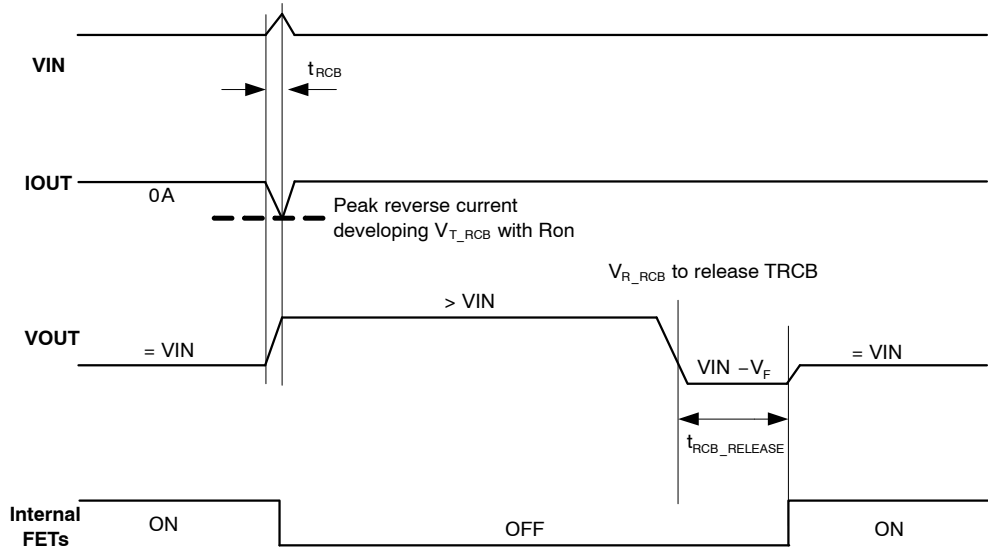 VIN
tRCB
IOUT
0A
Peak reverse current
developing VT_RCB with Ron
VR_RCB to release TRCB
> VIN
VOUT
= VIN
VIN −VF
= VIN
tRCB_RELEASE
Internal
FETs
ON
OFF
ON